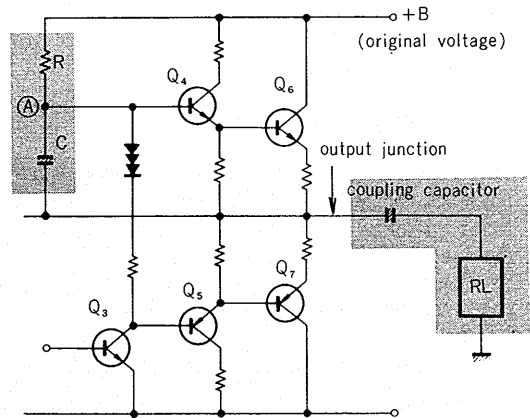 +B
(original voltage)
R
Q₄
Q₆
A
C
output junction
coupling capacitor
Q₃
Q₅
Q₇
RL